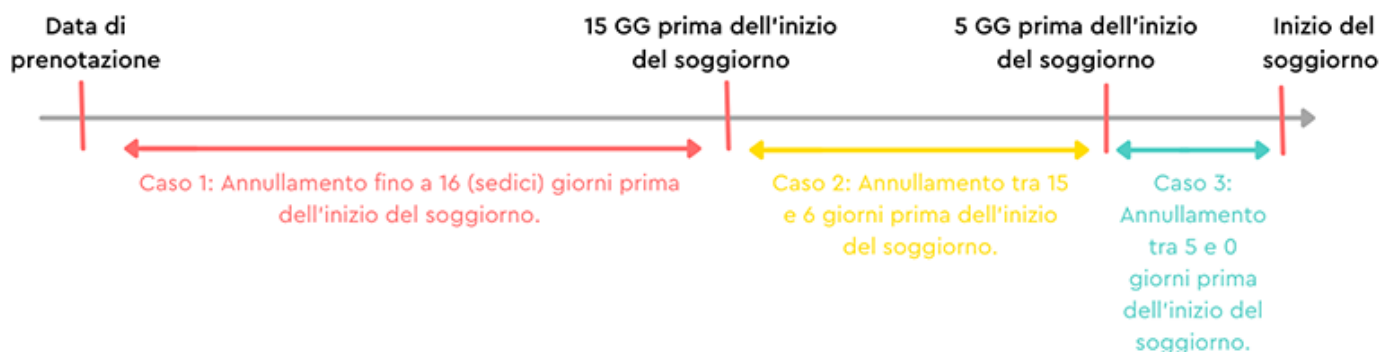 Data di
prenotazione
15 GG prima dell'inizio
del soggiorno
5 GG prima dell'inizio
del soggiorno
Inizio del
soggiorno
Caso 1: Annullamento fino a 16 (sedici) giorni prima
dell'inizio del soggiorno.
Caso 2: Annullamento tra 15
e 6 giorni prima dell'inizio
del soggiorno.
Caso 3:
Annullamento
tra 5 e 0
giorni prima
dell'inizio del
soggiorno.